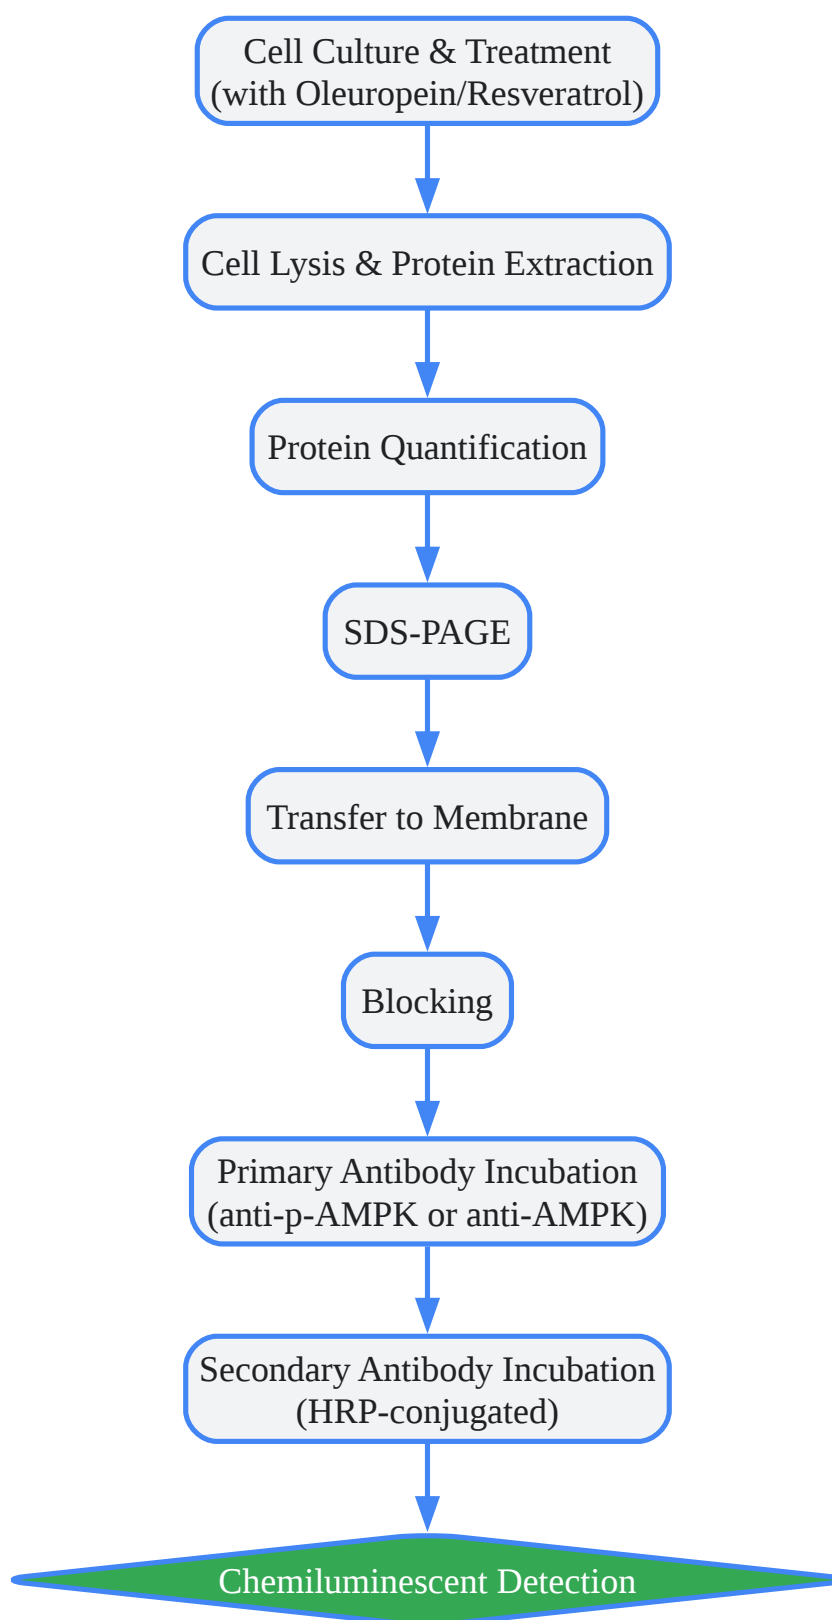 Cell Culture & Treatment
(with Oleuropein/Resveratrol)
Cell Lysis & Protein Extraction
Protein Quantification
SDS-PAGE
Transfer to Membrane
Blocking
Primary Antibody Incubation
(anti-p-AMPK or anti-AMPK)
Secondary Antibody Incubation
(HRP-conjugated)
Chemiluminescent Detection